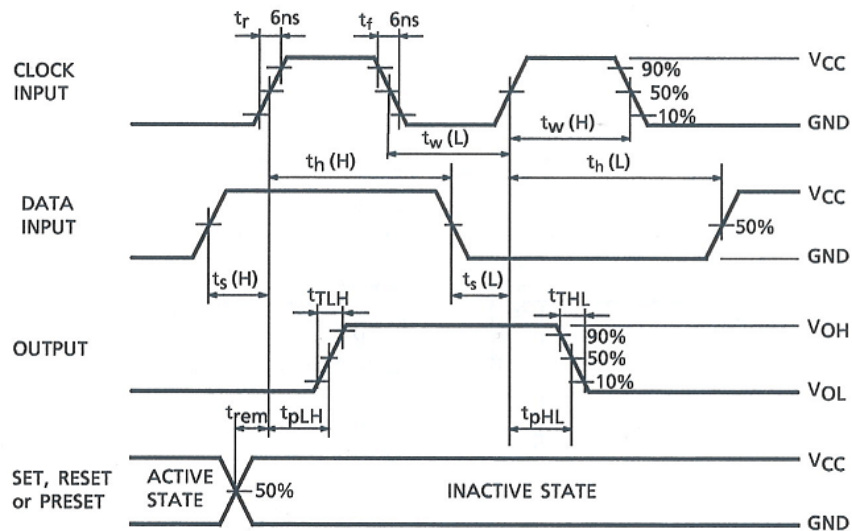 tr 6ns tf 6ns
CLOCK
INPUT
VCC
90%
50%
10%
GND
tw (L)
tw (H)
th (H)
th (L)
DATA
INPUT
VCC
50%
GND
ts (H)
ts (L)
tTLH
tTHL
OUTPUT
VOH
90%
50%
10%
VOL
trem tpLH
tpHL
SET, RESET
or PRESET
ACTIVE
STATE
50%
INACTIVE STATE
VCC
GND